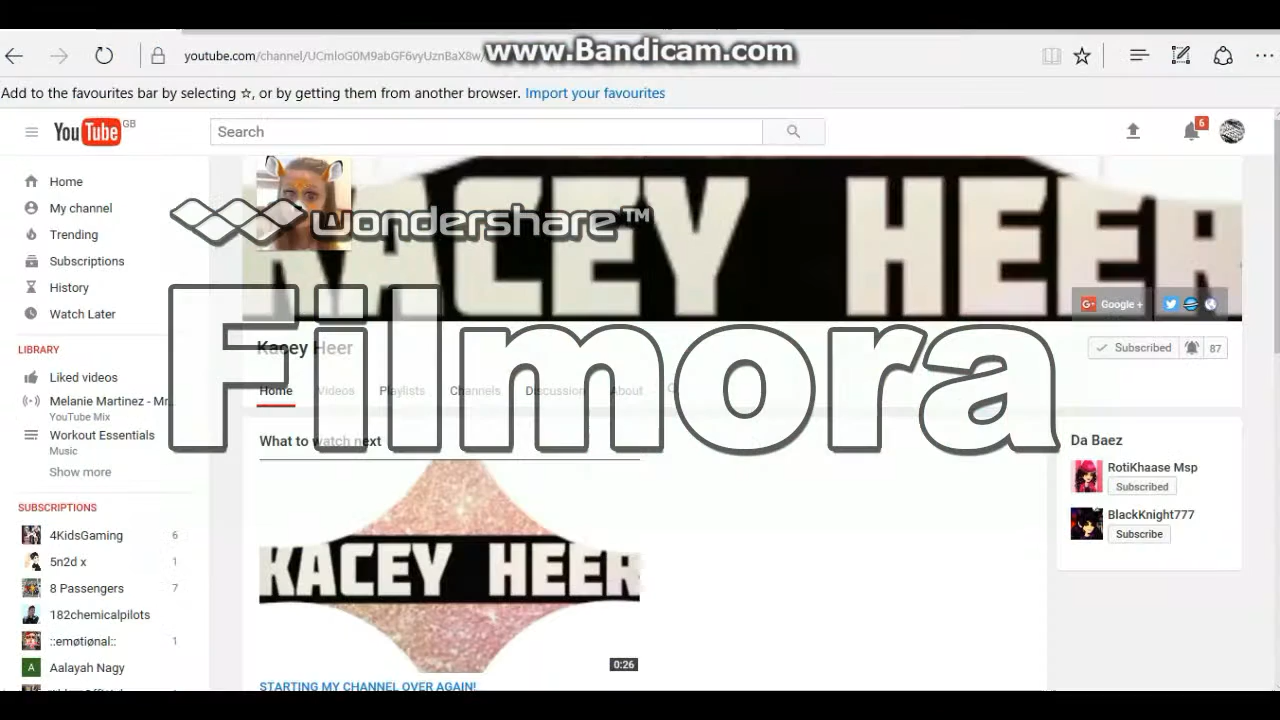 www.Bandicam.com
youtube.com/channel/UCmIoG0M9abGF6vyUznBaX8w/
Add to the favourites bar by selecting ☆, or by getting them from another browser. Import your favourites
YouTube GB
Search
6
Home
My channel
Trending
Subscriptions
History
Watch Later
LIBRARY
Liked videos
Melanie Martinez - Mr...
YouTube Mix
Workout Essentials
Music
Show more
SUBSCRIPTIONS
4KidsGaming 6
5n2d x 1
8 Passengers 7
182chemicalpilots
::emøtiønal:: 1
A Aalayah Nagy
KACEY HEER
wondershare™
Filmora
G+ Google +
Kacey Heer
Subscribed 87
Home Videos Playlists Channels Discussion About
What to watch next
KACEY HEER
0:26
STARTING MY CHANNEL OVER AGAIN!
Da Baez
RotiKhaase Msp
Subscribed
BlackKnight777
Subscribe